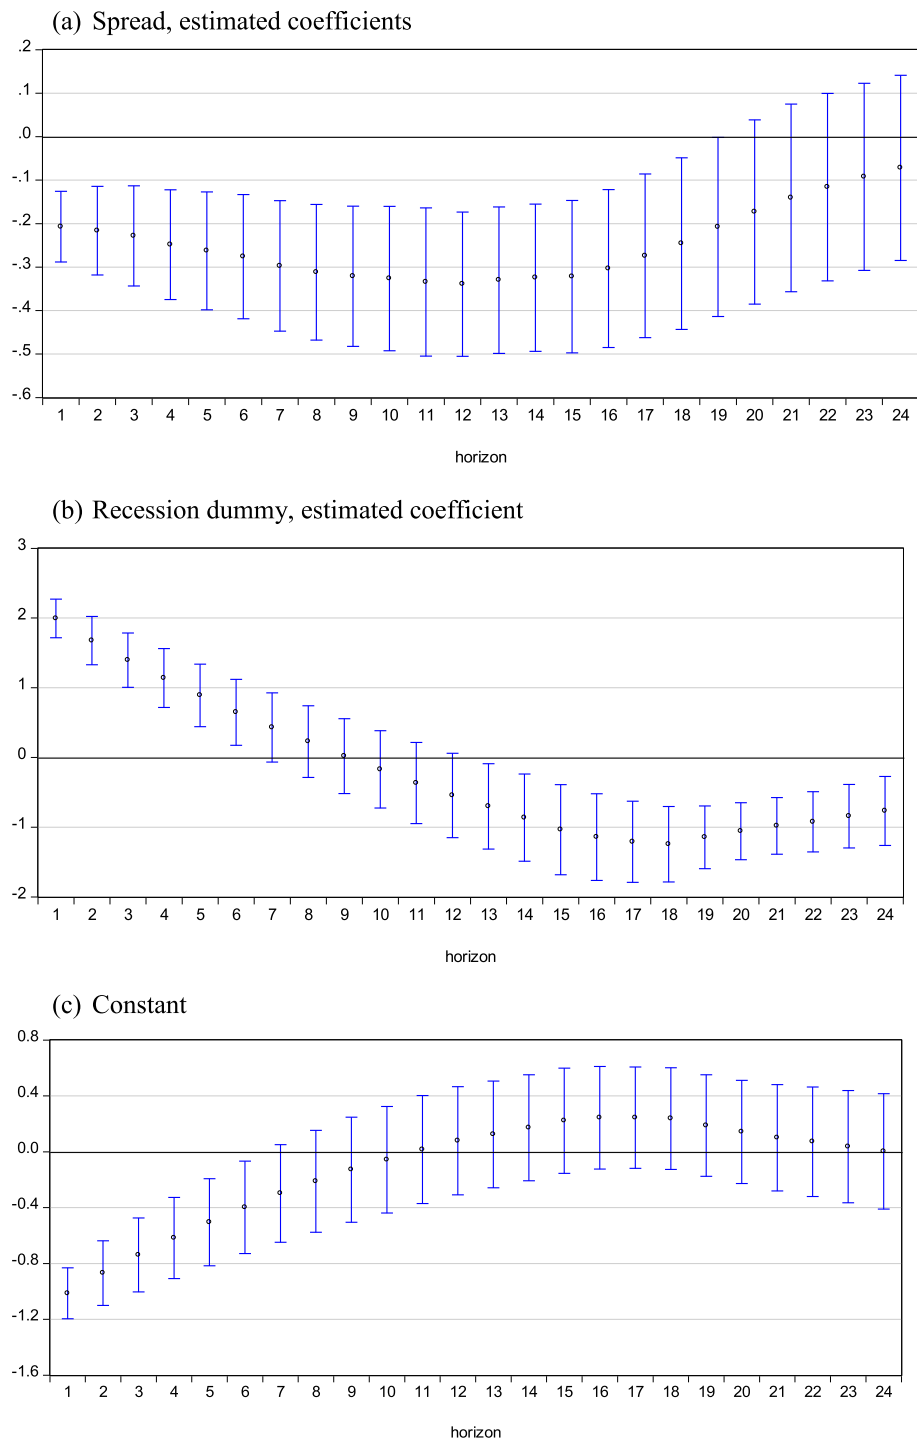 (a) Spread, estimated coefficients
.2
.1
.0
-.1
-.2
-.3
-.4
-.5
-.6
1 2 3 4 5 6 7 8 9 10 11 12 13 14 15 16 17 18 19 20 21 22 23 24
horizon
(b) Recession dummy, estimated coefficient
3
2
1
0
-1
-2
1 2 3 4 5 6 7 8 9 10 11 12 13 14 15 16 17 18 19 20 21 22 23 24
horizon
(c) Constant
0.8
0.4
0.0
-0.4
-0.8
-1.2
-1.6
1 2 3 4 5 6 7 8 9 10 11 12 13 14 15 16 17 18 19 20 21 22 23 24
horizon